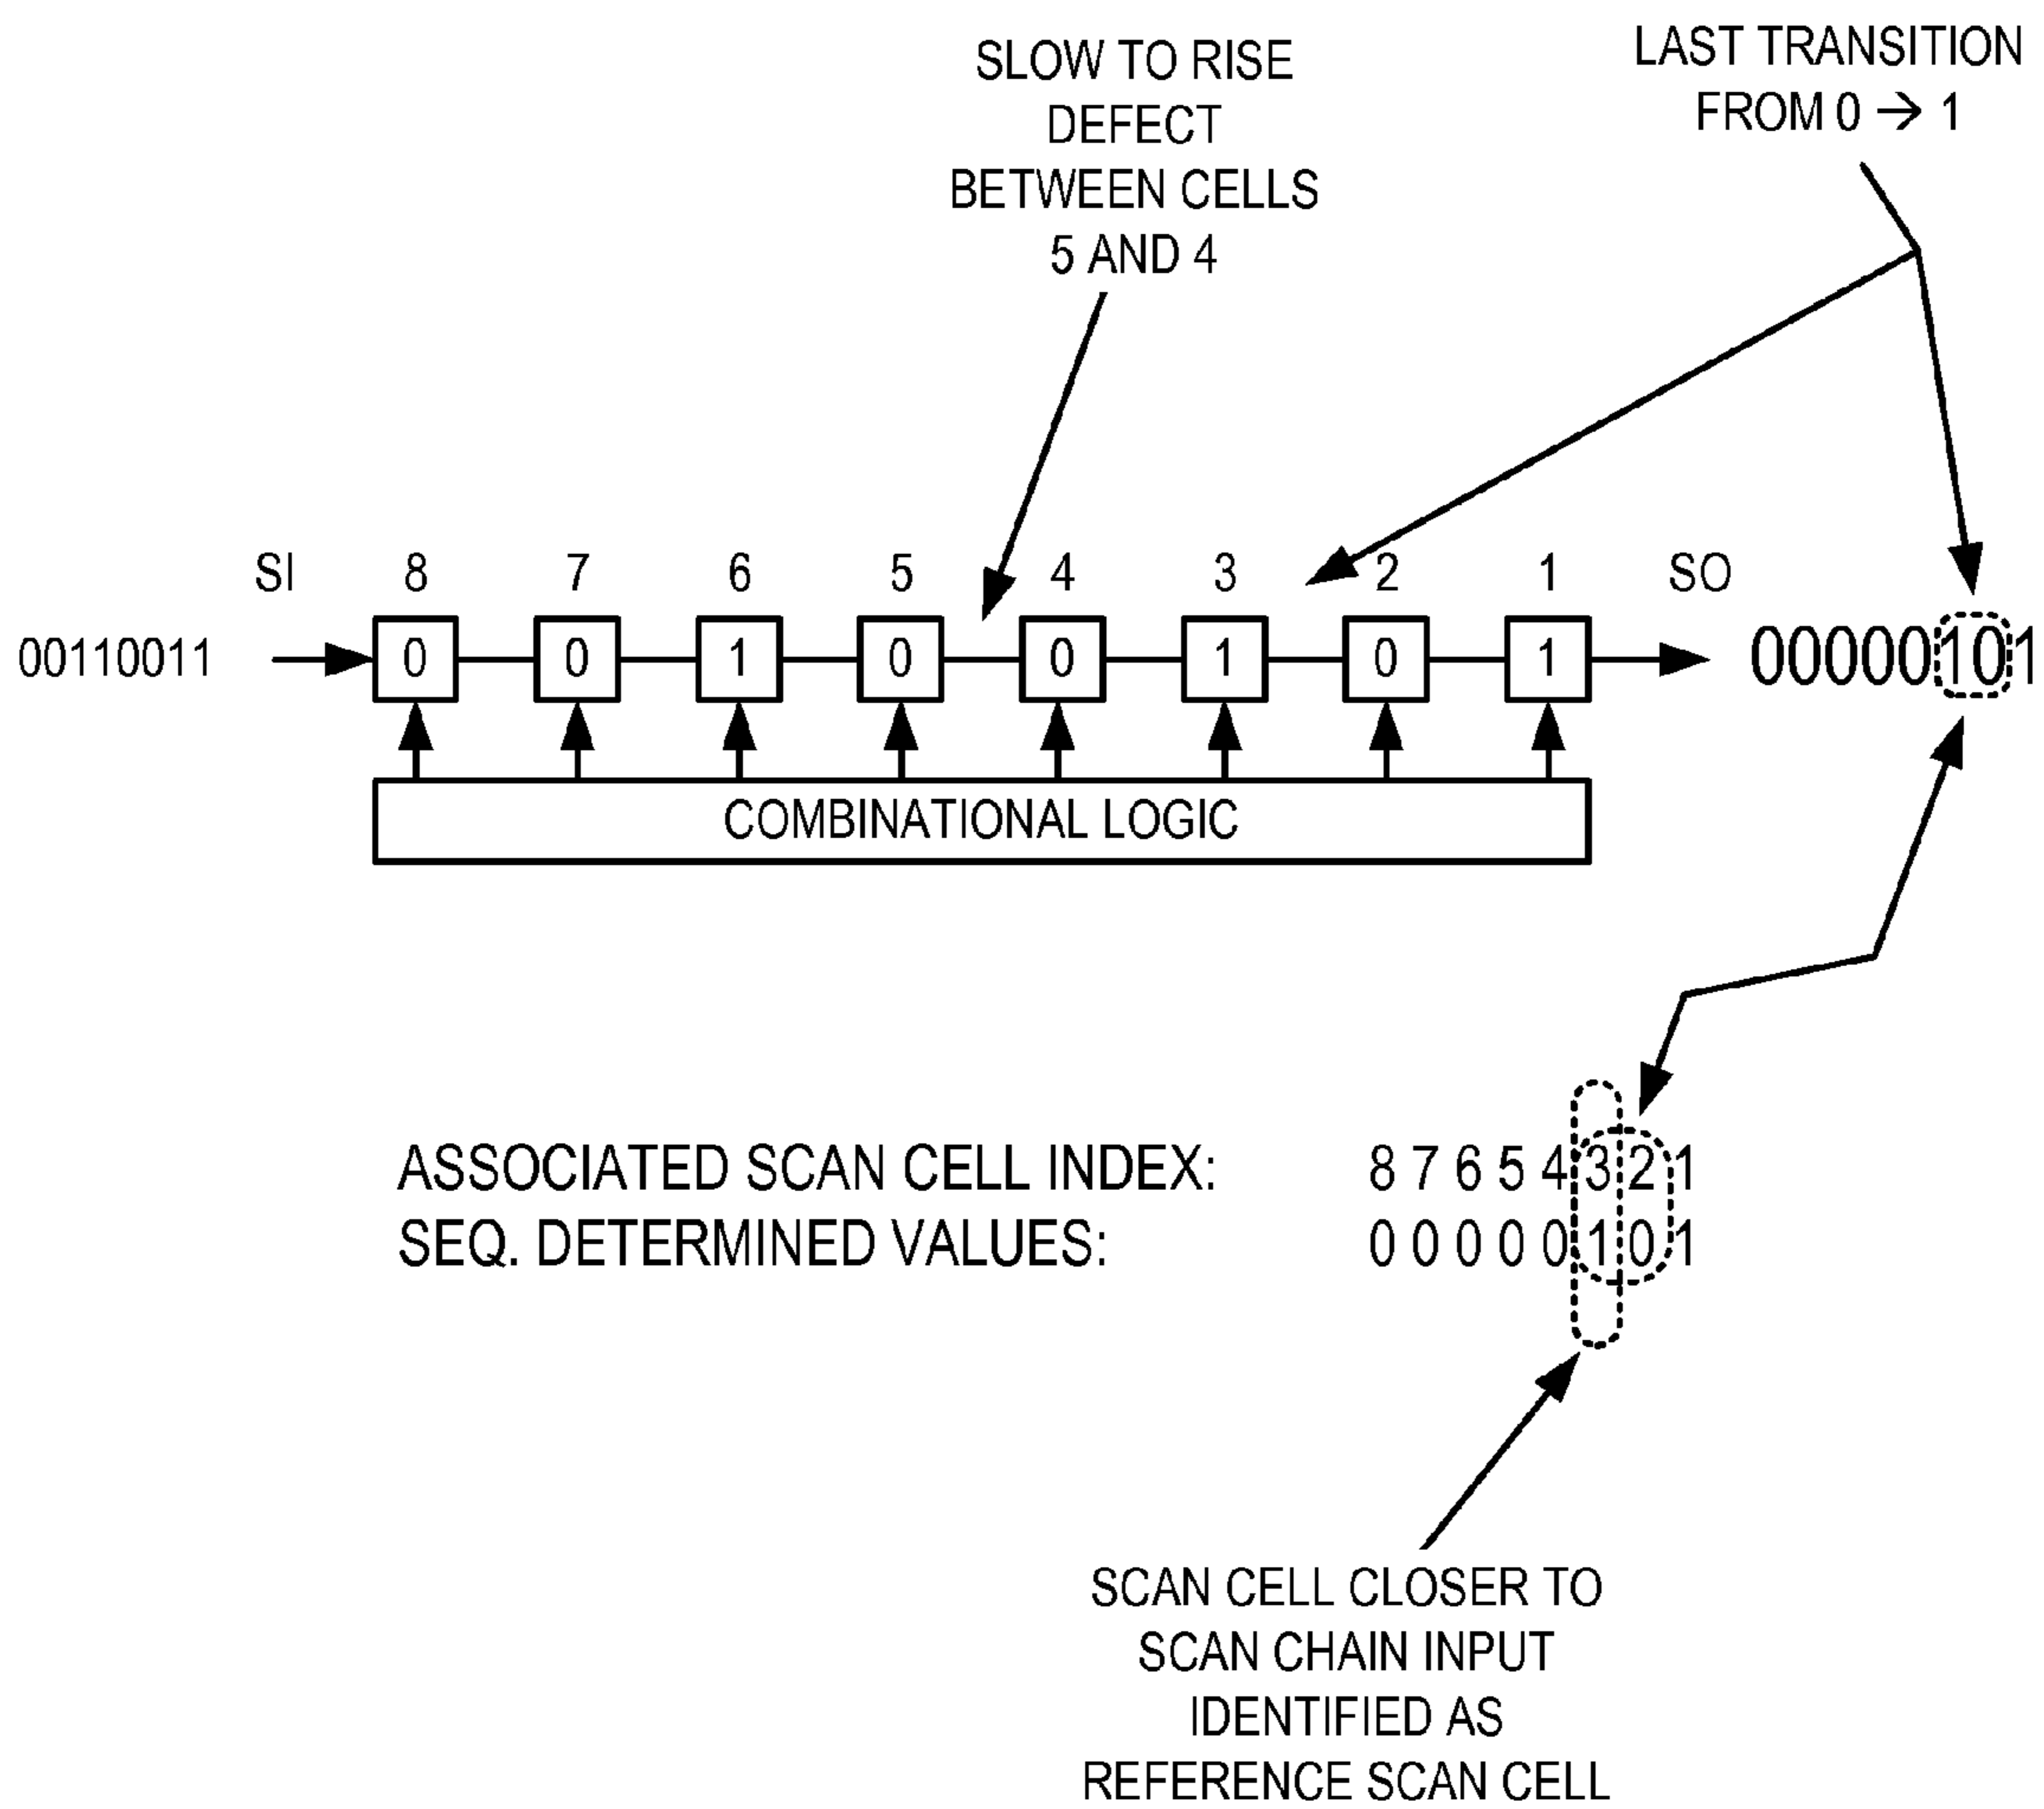 SLOW TO RISE
DEFECT
BETWEEN CELLS
5 AND 4
LAST TRANSITION
FROM 0 → 1
SI 8 7 6 5 4 3 2 1 SO
00110011 0 0 1 0 0 1 0 1 00000101
COMBINATIONAL LOGIC
ASSOCIATED SCAN CELL INDEX: 8 7 6 5 4 3 2 1
SEQ. DETERMINED VALUES: 0 0 0 0 0 1 0 1
SCAN CELL CLOSER TO
SCAN CHAIN INPUT
IDENTIFIED AS
REFERENCE SCAN CELL